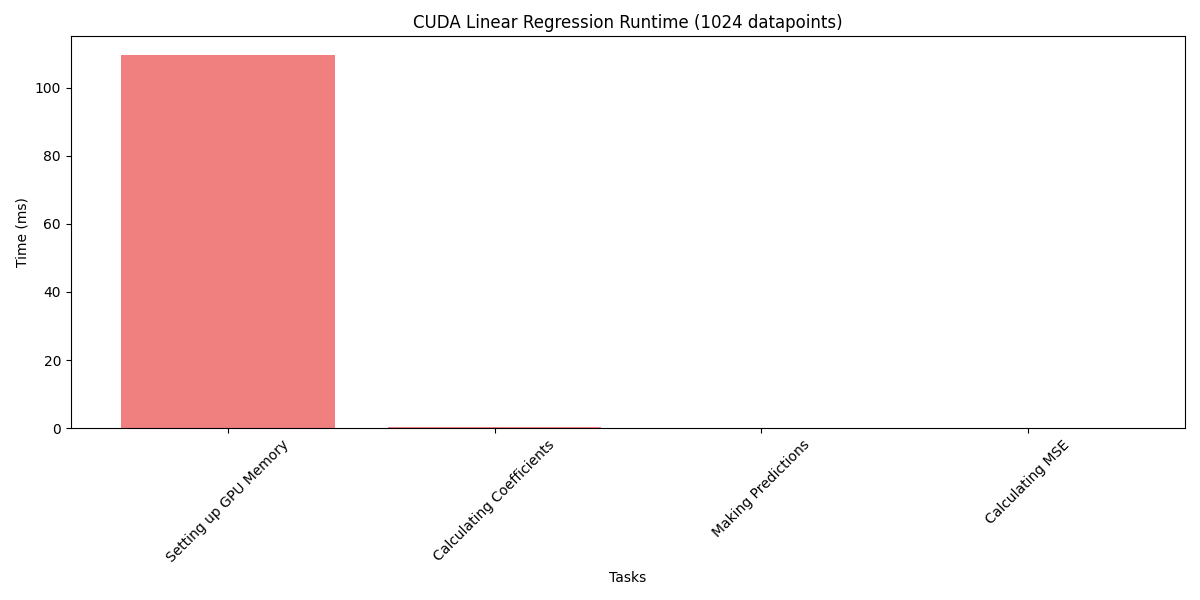 CUDA Linear Regression Runtime (1024 datapoints)
Time (ms)
100
80
60
40
20
0
Setting up GPU Memory
Calculating Coefficients
Making Predictions
Calculating MSE
Tasks